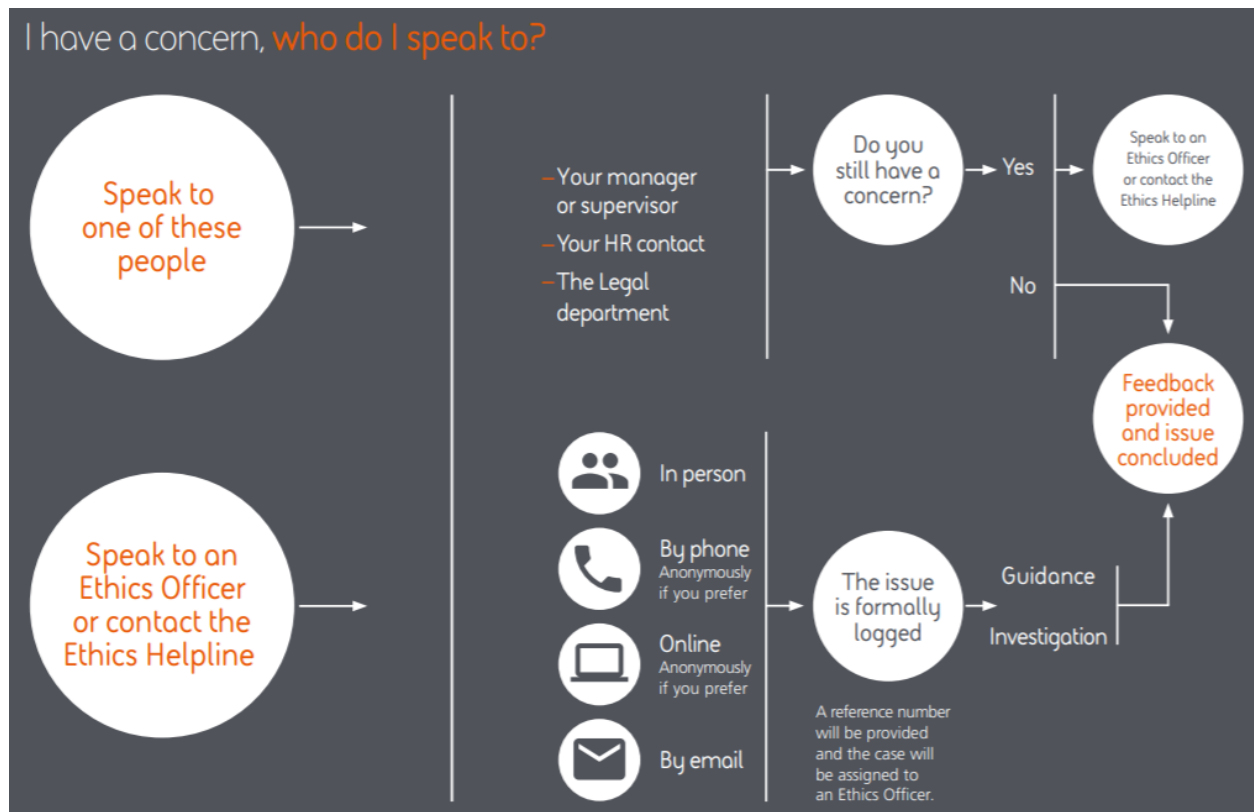 I have a concern, who do I speak to?
Speak to
one of these
people
–Your manager
or supervisor
–Your HR contact
–The Legal
department
Do you
still have a
concern?
Yes
No
Speak to an
Ethics Officer
or contact the
Ethics Helpline
Feedback
provided
and issue
concluded
Speak to an
Ethics Officer
or contact the
Ethics Helpline
In person
By phone
Anonymously
if you prefer
Online
Anonymously
if you prefer
By email
The issue
is formally
logged
A reference number
will be provided
and the case will
be assigned to
an Ethics Officer.
Guidance
Investigation